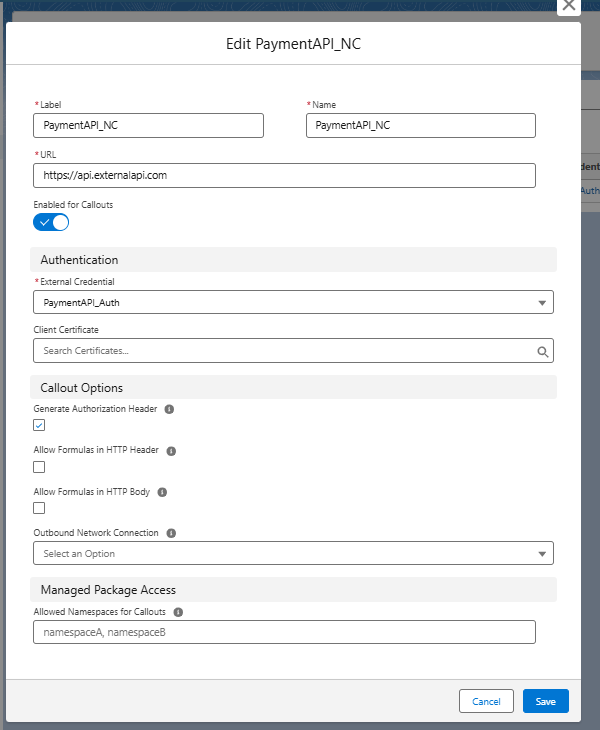 Edit PaymentAPI_NC
*Label
*Name
PaymentAPI_NC
PaymentAPI_NC
*URL
https://api.externalapi.com
Enabled for Callouts
Authentication
*External Credential
PaymentAPI_Auth
Client Certificate
Search Certificates...
Callout Options
Generate Authorization Header
Allow Formulas in HTTP Header
Allow Formulas in HTTP Body
Outbound Network Connection
Select an Option
Managed Package Access
Allowed Namespaces for Callouts
namespaceA, namespaceB
Cancel
Save